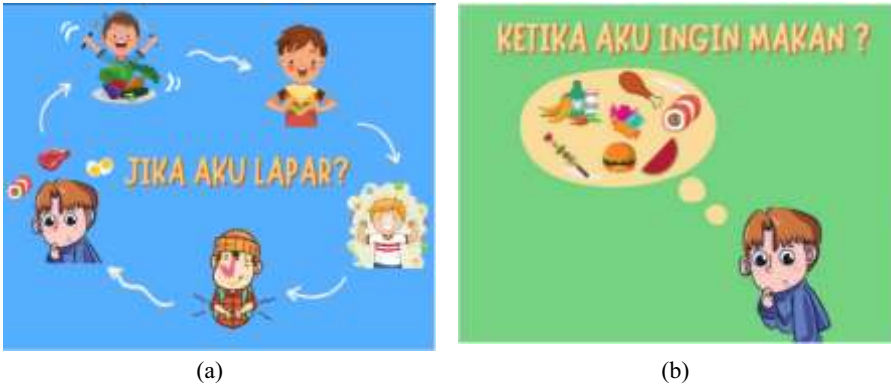 JIKA AKU LAPAR?
KETIKA AKU INGIN MAKAN ?
(a)
(b)